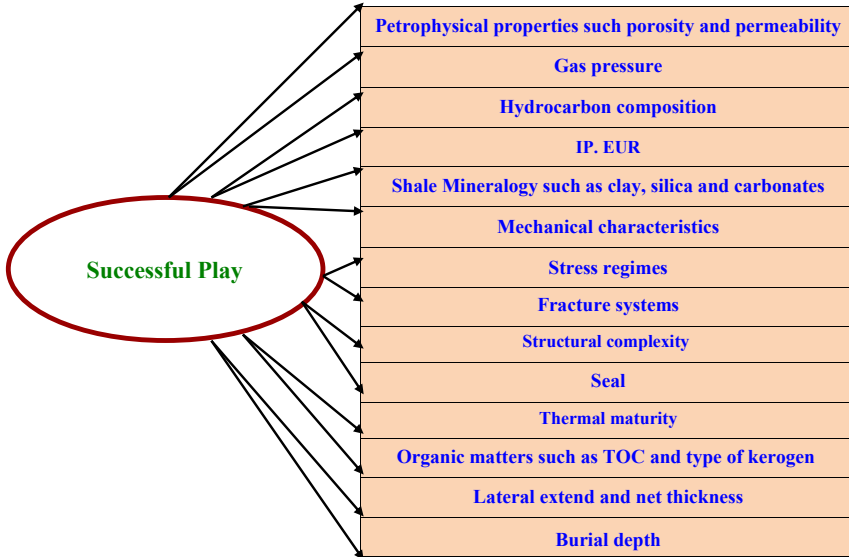 Petrophysical properties such porosity and permeability
Gas pressure
Hydrocarbon composition
IP. EUR
Shale Mineralogy such as clay, silica and carbonates
Mechanical characteristics
Successful Play
Stress regimes
Fracture systems
Structural complexity
Seal
Thermal maturity
Organic matters such as TOC and type of kerogen
Lateral extend and net thickness
Burial depth